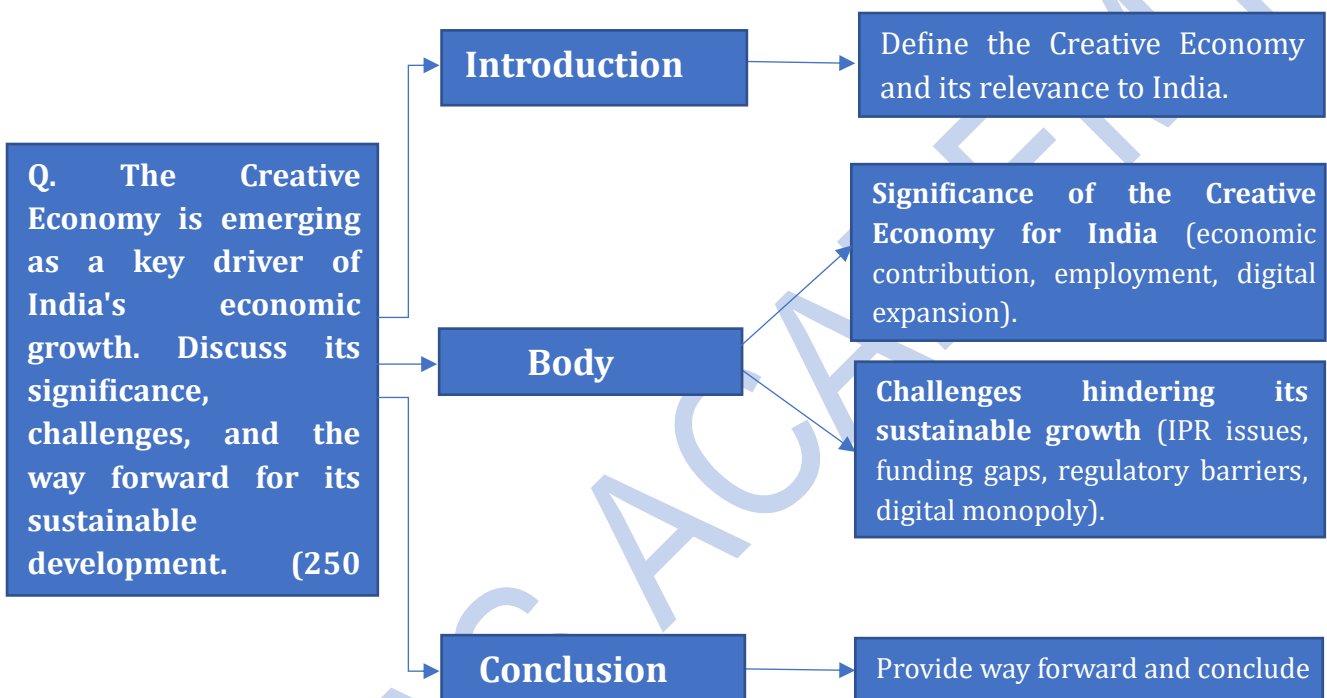 Introduction
Define the Creative Economy
and its relevance to India.
Q. The Creative
Economy is emerging
as a key driver of
India's economic
growth. Discuss its
significance,
challenges, and the
way forward for its
sustainable
development. (250
Body
Significance of the Creative
Economy for India (economic
contribution, employment, digital
expansion).
Challenges hindering its
sustainable growth (IPR issues,
funding gaps, regulatory barriers,
digital monopoly).
Conclusion
Provide way forward and conclude